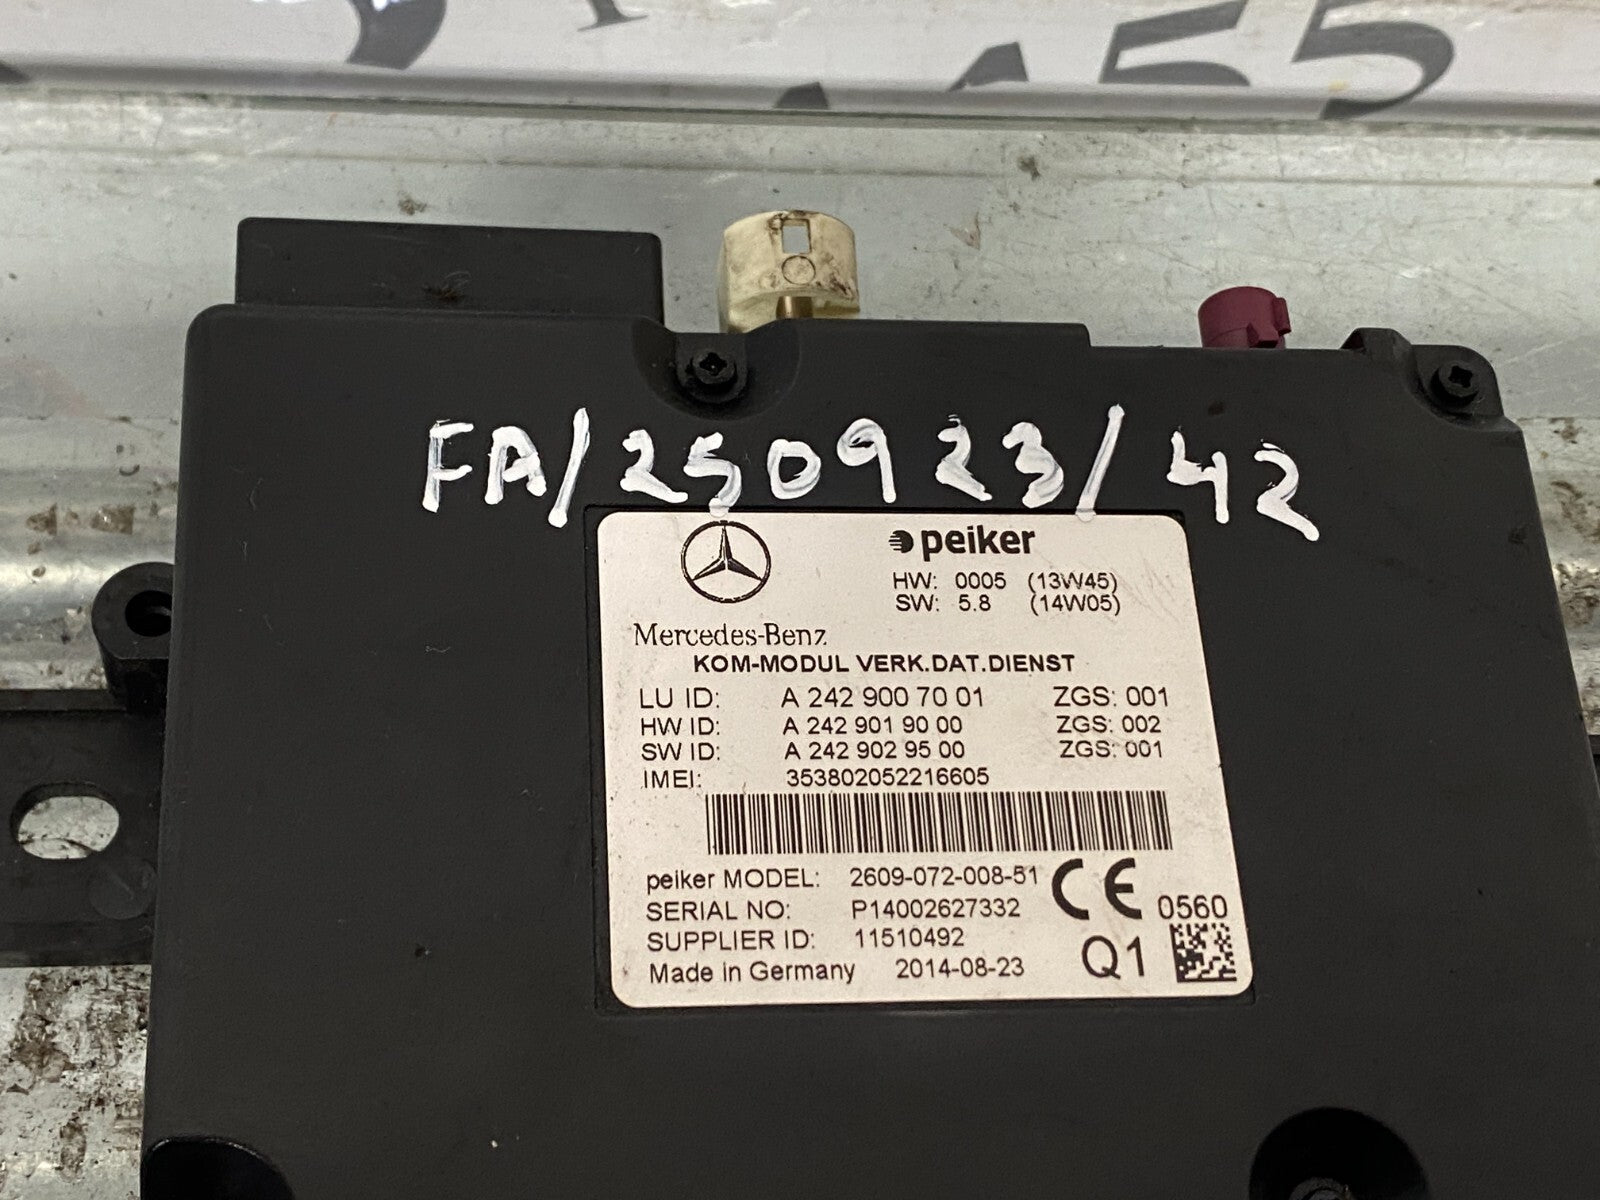 FA/250923/42
peiker
HW: 0005 (13W45)
SW: 5.8 (14W05)
Mercedes-Benz
KOM-MODUL VERK.DAT.DIENST
LU ID: A 242 900 70 01 ZGS: 001
HW ID: A 242 901 90 00 ZGS: 002
SW ID: A 242 902 95 00 ZGS: 001
IMEI: 353802052216605
peiker MODEL: 2609-072-008-51 CE
SERIAL NO: P14002627332 0560
SUPPLIER ID: 11510492
Made in Germany 2014-08-23 Q1